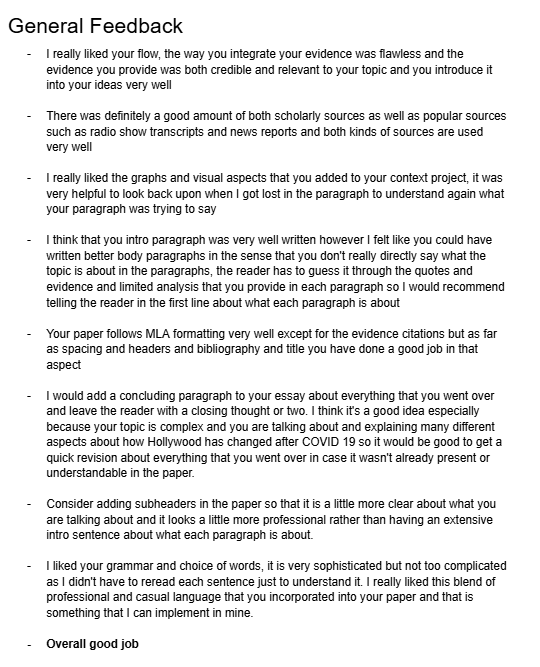 General Feedback
- I really liked your flow, the way you integrate your evidence was flawless and the
evidence you provide was both credible and relevant to your topic and you introduce it
into your ideas very well
- There was definitely a good amount of both scholarly sources as well as popular sources
such as radio show transcripts and news reports and both kinds of sources are used
very well
- I really liked the graphs and visual aspects that you added to your context project, it was
very helpful to look back upon when I got lost in the paragraph to understand again what
your paragraph was trying to say
- I think that you intro paragraph was very well written however I felt like you could have
written better body paragraphs in the sense that you don't really directly say what the
topic is about in the paragraphs, the reader has to guess it through the quotes and
evidence and limited analysis that you provide in each paragraph so I would recommend
telling the reader in the first line about what each paragraph is about
- Your paper follows MLA formatting very well except for the evidence citations but as far
as spacing and headers and bibliography and title you have done a good job in that
aspect
- I would add a concluding paragraph to your essay about everything that you went over
and leave the reader with a closing thought or two. I think it's a good idea especially
because your topic is complex and you are talking about and explaining many different
aspects about how Hollywood has changed after COVID 19 so it would be good to get a
quick revision about everything that you went over in case it wasn't already present or
understandable in the paper.
- Consider adding subheaders in the paper so that it is a little more clear about what you
are talking about and it looks a little more professional rather than having an extensive
intro sentence about what each paragraph is about.
- I liked your grammar and choice of words, it is very sophisticated but not too complicated
as I didn't have to reread each sentence just to understand it. I really liked this blend of
professional and casual language that you incorporated into your paper and that is
something that I can implement in mine.
- Overall good job